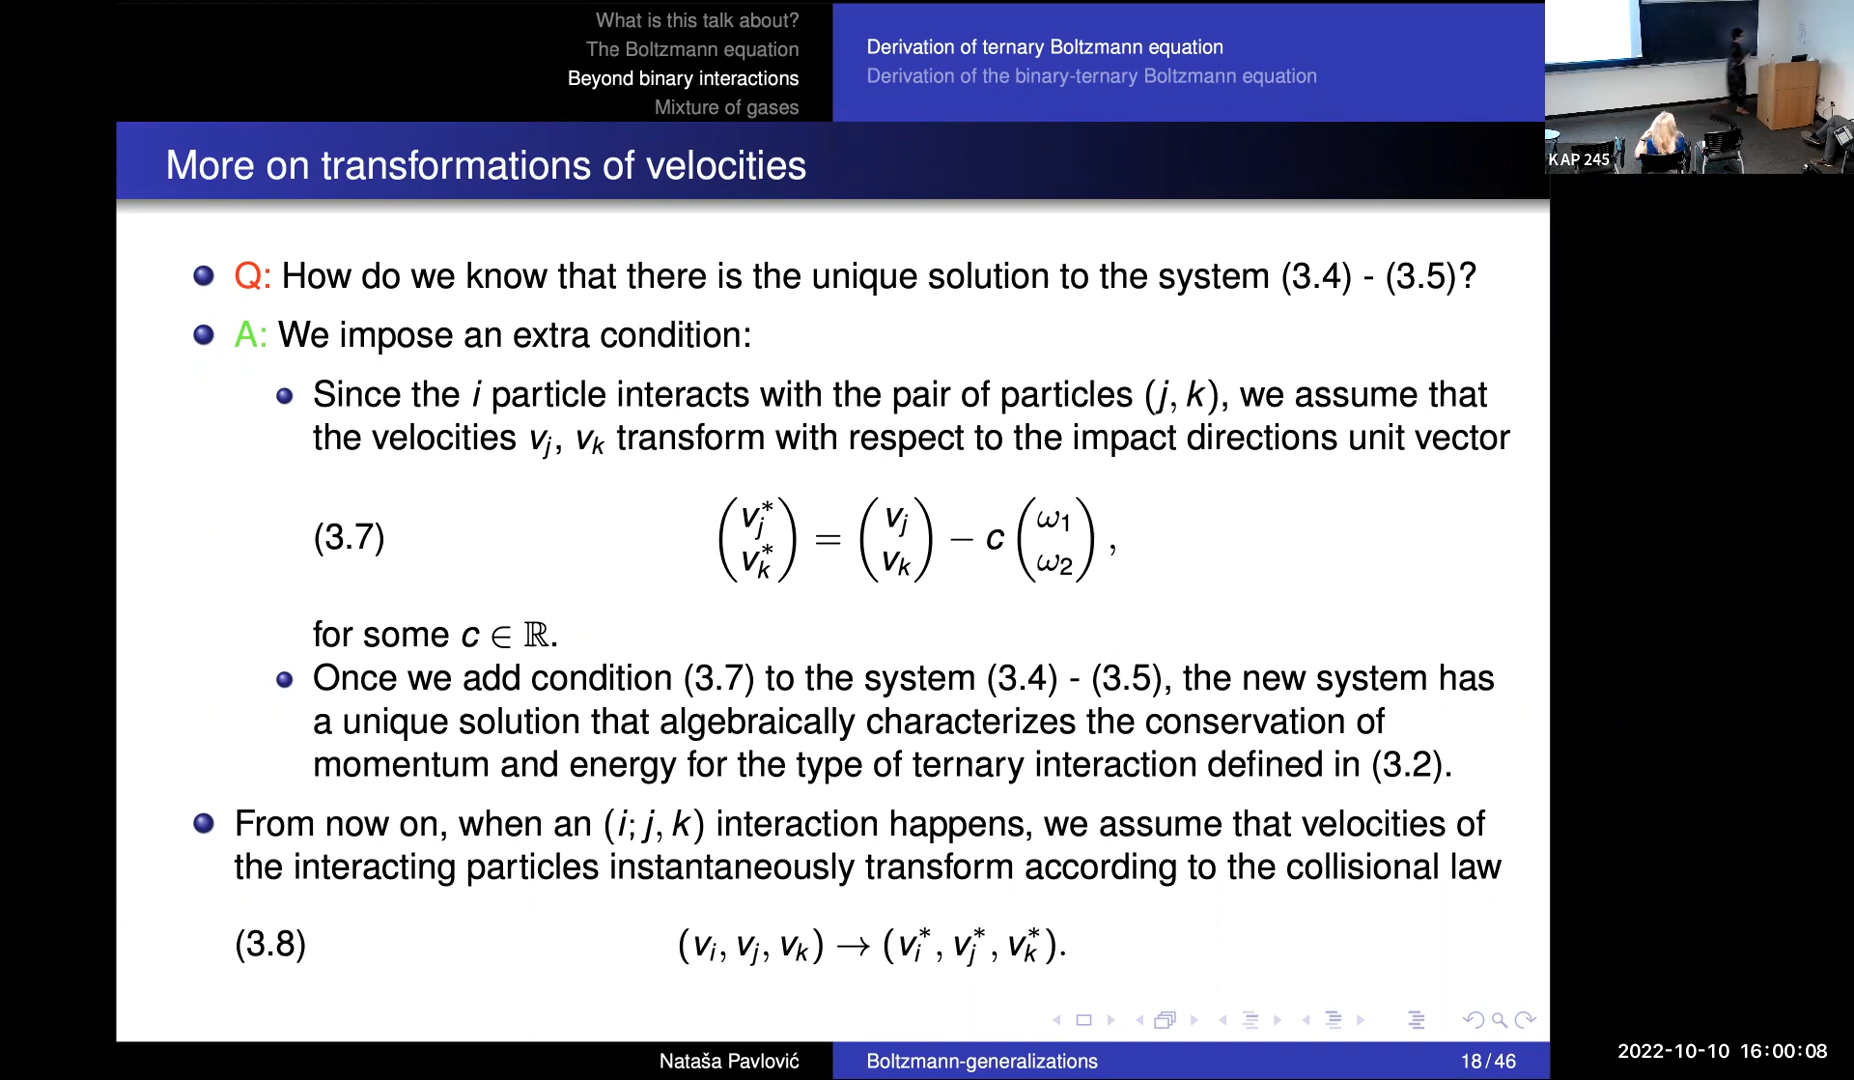 What is this talk about?
The Boltzmann equation
Beyond binary interactions
Mixture of gases
Derivation of ternary Boltzmann equation
Derivation of the binary-ternary Boltzmann equation
KAP 245
More on transformations of velocities
Q: How do we know that there is the unique solution to the system (3.4) - (3.5)?
A: We impose an extra condition:
Since the i particle interacts with the pair of particles (j, k), we assume that
the velocities v_j, v_k transform with respect to the impact directions unit vector
(3.7) (v_j^* v_k^*) = (v_j v_k) − c (ω_1 ω_2),
for some c ∈ ℝ.
Once we add condition (3.7) to the system (3.4) - (3.5), the new system has
a unique solution that algebraically characterizes the conservation of
momentum and energy for the type of ternary interaction defined in (3.2).
From now on, when an (i; j, k) interaction happens, we assume that velocities of
the interacting particles instantaneously transform according to the collisional law
(3.8) (v_i, v_j, v_k) → (v_i^*, v_j^*, v_k^*).
Nataša Pavlović
Boltzmann-generalizations
18 / 46
2022-10-10 16:00:08